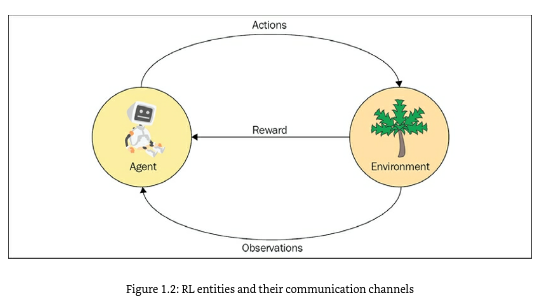 Actions
Reward
Agent
Environment
Observations
Figure 1.2: RL entities and their communication channels